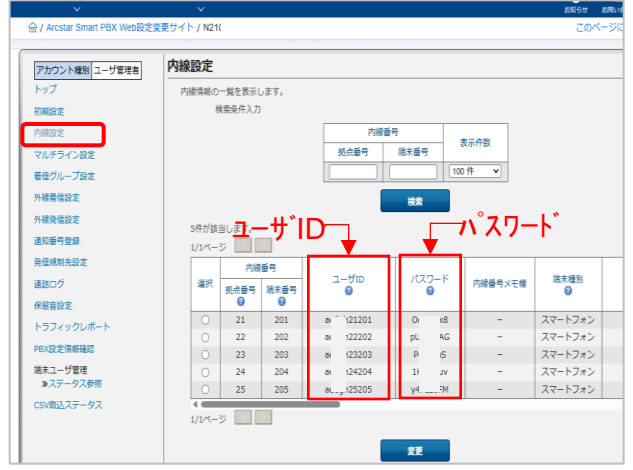 お知らせ
お問い合
/ Arcstar Smart PBX Web設定変更サイト / N210
このページに
アカウント種別 ユーザ管理者
トップ
初期設定
内線設定
マルチライン設定
着信グループ設定
外線着信設定
外線発信設定
通知番号登録
発信規制先設定
通話ログ
保留音設定
トラフィックレポート
PBX設定情報確認
端末ユーザ管理
»ステータス参照
CSV取込ステータス
内線設定
内線情報の一覧を表示します。
検索条件入力
内線番号 表示件数
拠点番号 端末番号
100 件
検索
ユーザID パスワード
5件が該当します。
1/1ページ < >
選択 内線番号 ユーザID パスワード 内線番号メモ欄 端末種別
拠点番号 端末番号
21 201 21201 x8 － スマートフォン
22 202 22202 AG － スマートフォン
23 203 23203 S － スマートフォン
24 204 24204 － スマートフォン
25 205 25205 y4 － スマートフォン
1/1ページ < >
変更